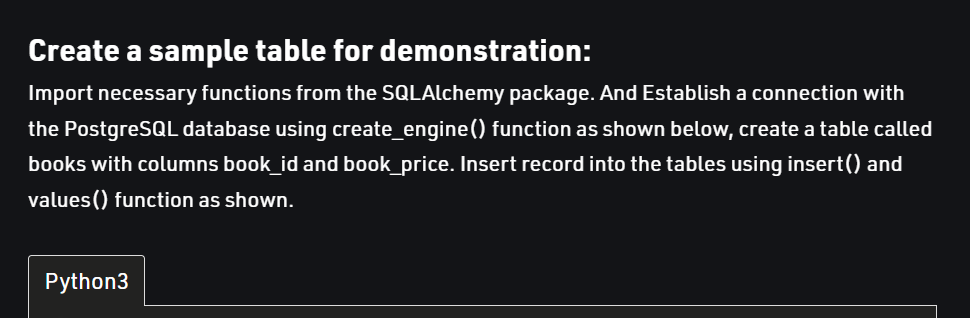 Create a sample table for demonstration:
Import necessary functions from the SQLAlchemy package. And Establish a connection with
the PostgreSQL database using create_engine() function as shown below, create a table called
books with columns book_id and book_price. Insert record into the tables using insert() and
values() function as shown.
Python3